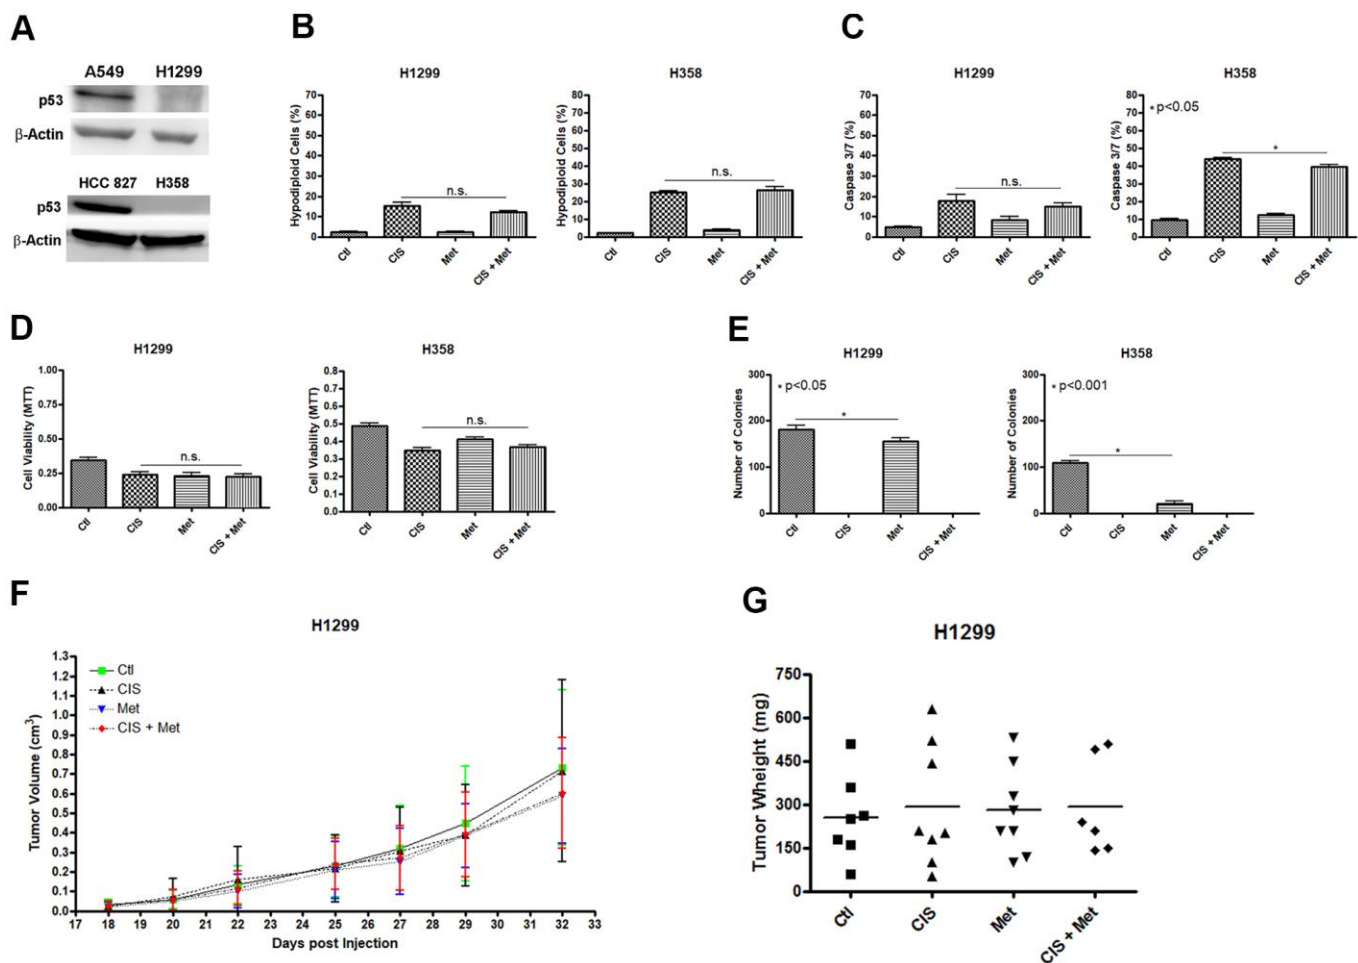 A
A549 H1299
p53
β-Actin
HCC 827 H358
p53
β-Actin
B
H1299
Hypodiploid Cells (%)
70
60
50
40
30
20
10
0
n.s.
Ctl
CIS
Met
CIS + Met
H358
Hypodiploid Cells (%)
80
70
60
50
40
30
20
10
0
n.s.
Ctl
CIS
Met
CIS + Met
C
H1299
Caspase 3/7 (%)
70
60
50
40
30
20
10
0
n.s.
Ctl
CIS
Met
CIS + Met
H358
Caspase 3/7 (%)
80
70
60
50
40
30
20
10
0
* p<0.05
*
Ctl
CIS
Met
CIS + Met
D
H1299
Cell Viability (MTT)
1.00
0.75
0.50
0.25
0.00
n.s.
Ctl
CIS
Met
CIS + Met
H358
Cell Viability (MTT)
0.8
0.7
0.6
0.5
0.4
0.3
0.2
0.1
0.0
n.s.
Ctl
CIS
Met
CIS + Met
E
H1299
Number of Colonies
300
200
100
0
* p<0.05
*
Ctl
CIS
Met
CIS + Met
H358
Number of Colonies
300
200
100
0
* p<0.001
*
Ctl
CIS
Met
CIS + Met
F
H1299
Tumor Volume (cm³)
1.3
1.2
1.1
1.0
0.9
0.8
0.7
0.6
0.5
0.4
0.3
0.2
0.1
0.0
Ctl
CIS
Met
CIS + Met
17 18 19 20 21 22 23 24 25 26 27 28 29 30 31 32 33
Days post Injection
G
H1299
Tumor Wheight (mg)
750
600
450
300
150
0
Ctl
CIS
Met
CIS + Met